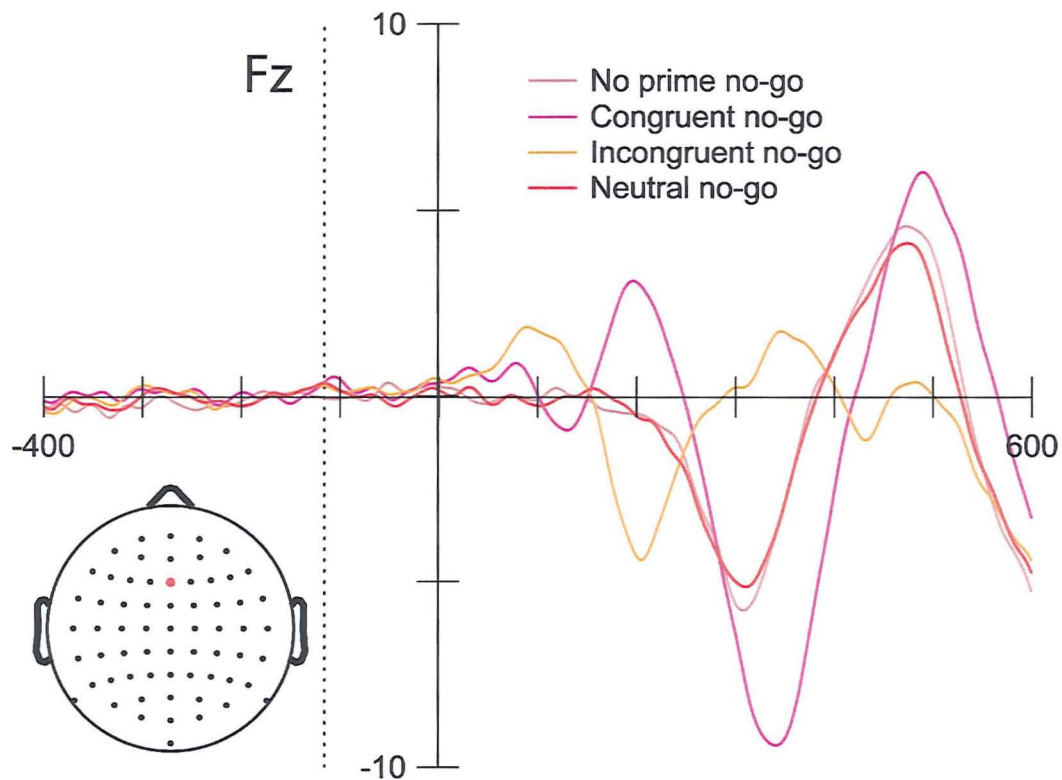 10
Fz
No prime no-go
Congruent no-go
Incongruent no-go
Neutral no-go
-400
600
-10